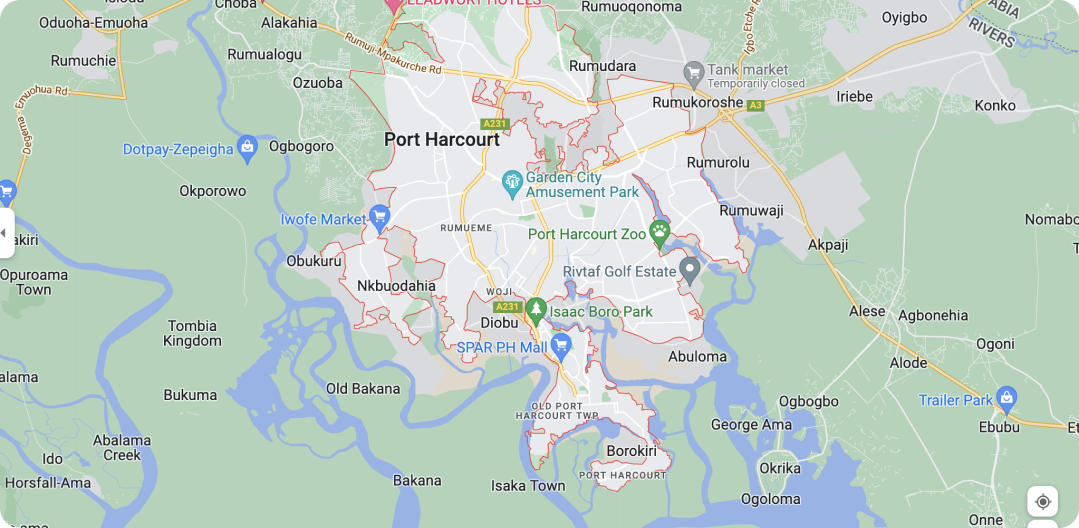 Choba
LEADWORT HOTELS
Rumuoqonoma
ABIA
RIVERS
Oduoha-Emuoha
Alakahia
Oyigbo
Igbo Etche Rd
Rumuji-Mpakurche Rd
Rumualogu
Rumuchie
Rumudara
Tank market
Temporarily closed
Ozuoba
Degema - Emuohua Rd
Rumukoroshe
A3
Iriebe
Konko
A231
Port Harcourt
Dotpay-Zepeigha
Ogbogoro
Rumurolu
Garden City
Amusement Park
Okporowo
Iwofe Market
RUMUEME
Rumuwaji
Nomabo
Port Harcourt Zoo
akiri
Akpaji
Obukuru
Rivtaf Golf Estate
Opuroama
Town
Nkbuodahia
WOJI
A231
Isaac Boro Park
Alese
Agbonehia
Tombia
Kingdom
Diobu
SPAR PH Mall
Ogoni
Abuloma
Alode
alama
Old Bakana
Bukuma
Trailer Park
Ogbogbo
OLD PORT
HARCOURT TWP
George Ama
Ebubu
Et
Abalama
Creek
Borokiri
Ido
Okrika
PORT HARCOURT
Horsfall-Ama
Bakana
Isaka Town
Ogoloma
Onne
o-ama